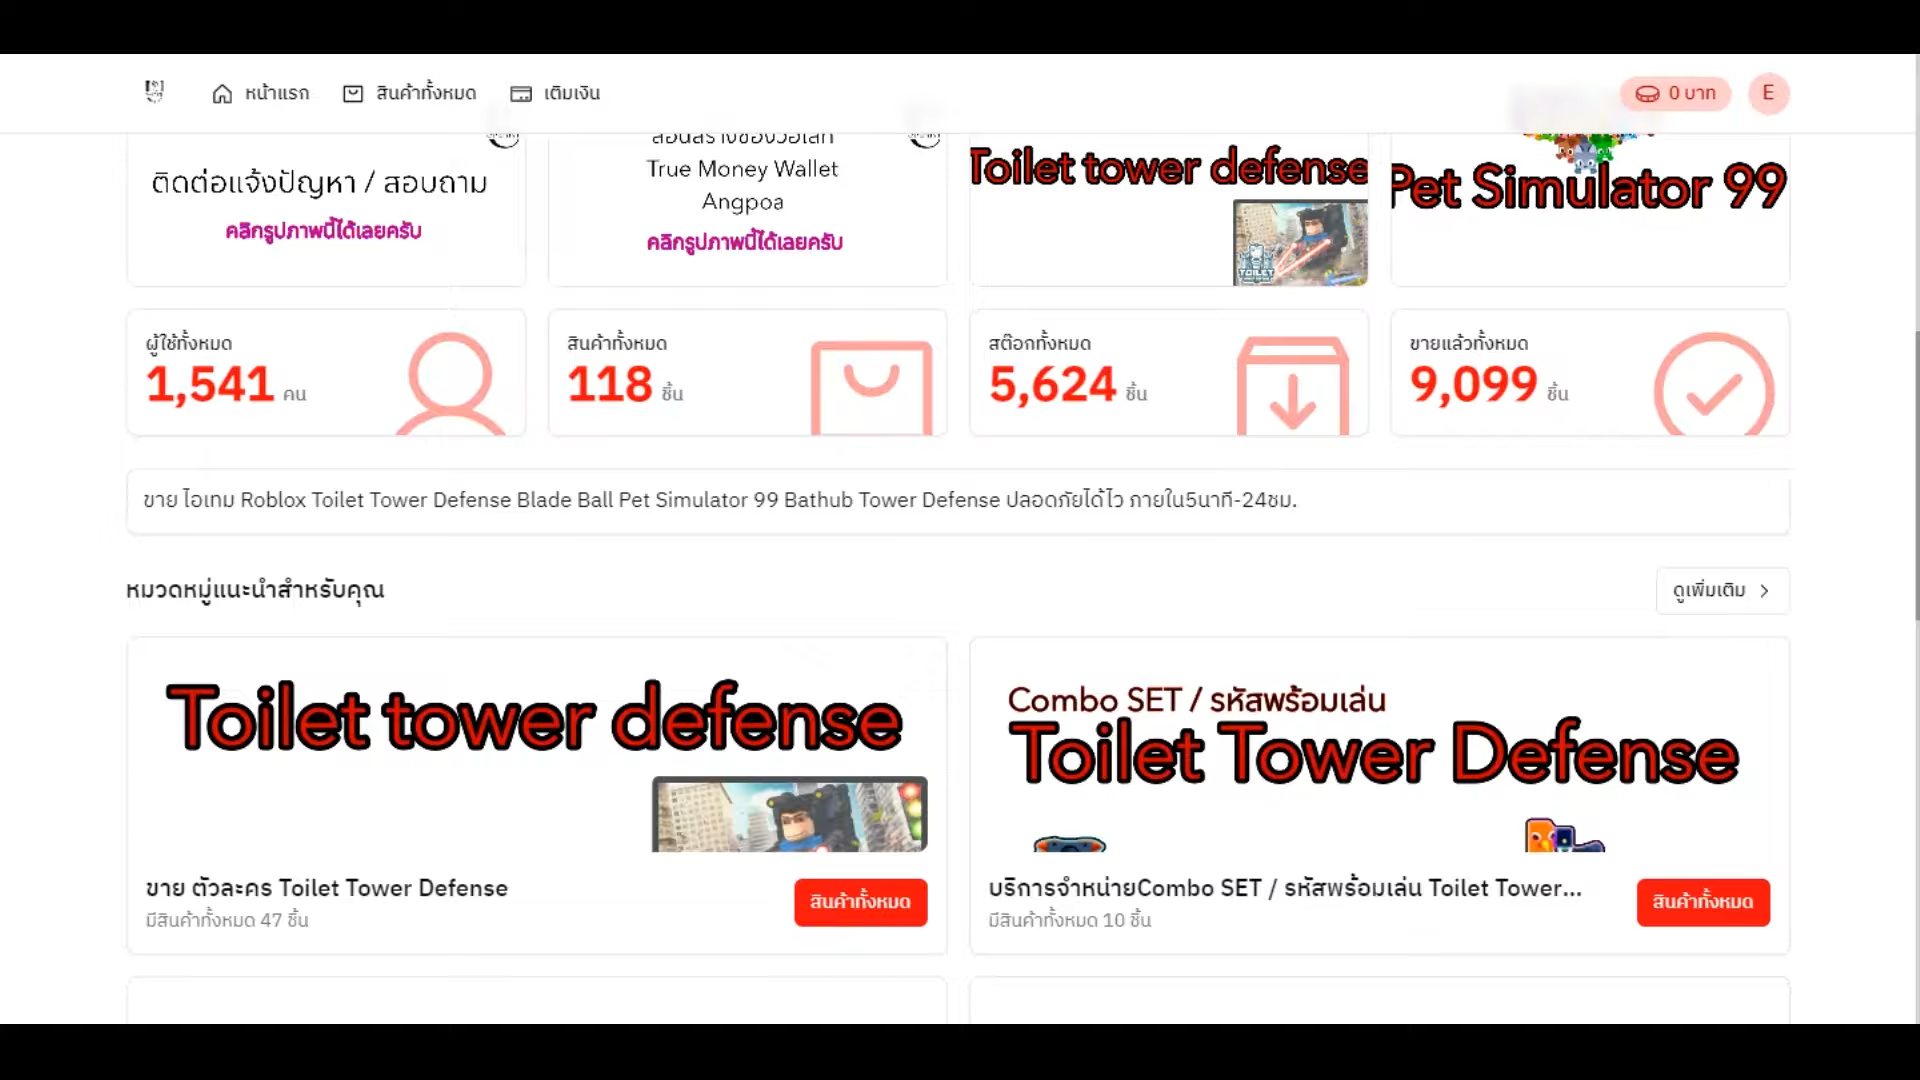 หน้าแรก
สินค้าทั้งหมด
เติมเงิน
0 บาท
E
ติดต่อแจ้งปัญหา / สอบถาม
คลิกรูปภาพนี้ได้เลยครับ
สอนสร้างซองวอเลท
True Money Wallet
Angpoa
คลิกรูปภาพนี้ได้เลยครับ
Toilet tower defense
TOILET
Pet Simulator 99
ผู้ใช้ทั้งหมด
1,541 คน
สินค้าทั้งหมด
118 ชิ้น
สต๊อกทั้งหมด
5,624 ชิ้น
ขายแล้วทั้งหมด
9,099 ชิ้น
ขาย ไอเทม Roblox Toilet Tower Defense Blade Ball Pet Simulator 99 Bathub Tower Defense ปลอดภัยได้ไว ภายใน5นาที-24ชม.
หมวดหมู่แนะนำสำหรับคุณ
ดูเพิ่มเติม
Toilet tower defense
ขาย ตัวละคร Toilet Tower Defense
มีสินค้าทั้งหมด 47 ชิ้น
สินค้าทั้งหมด
Combo SET / รหัสพร้อมเล่น
Toilet Tower Defense
บริการจำหน่ายCombo SET / รหัสพร้อมเล่น Toilet Tower...
มีสินค้าทั้งหมด 10 ชิ้น
สินค้าทั้งหมด